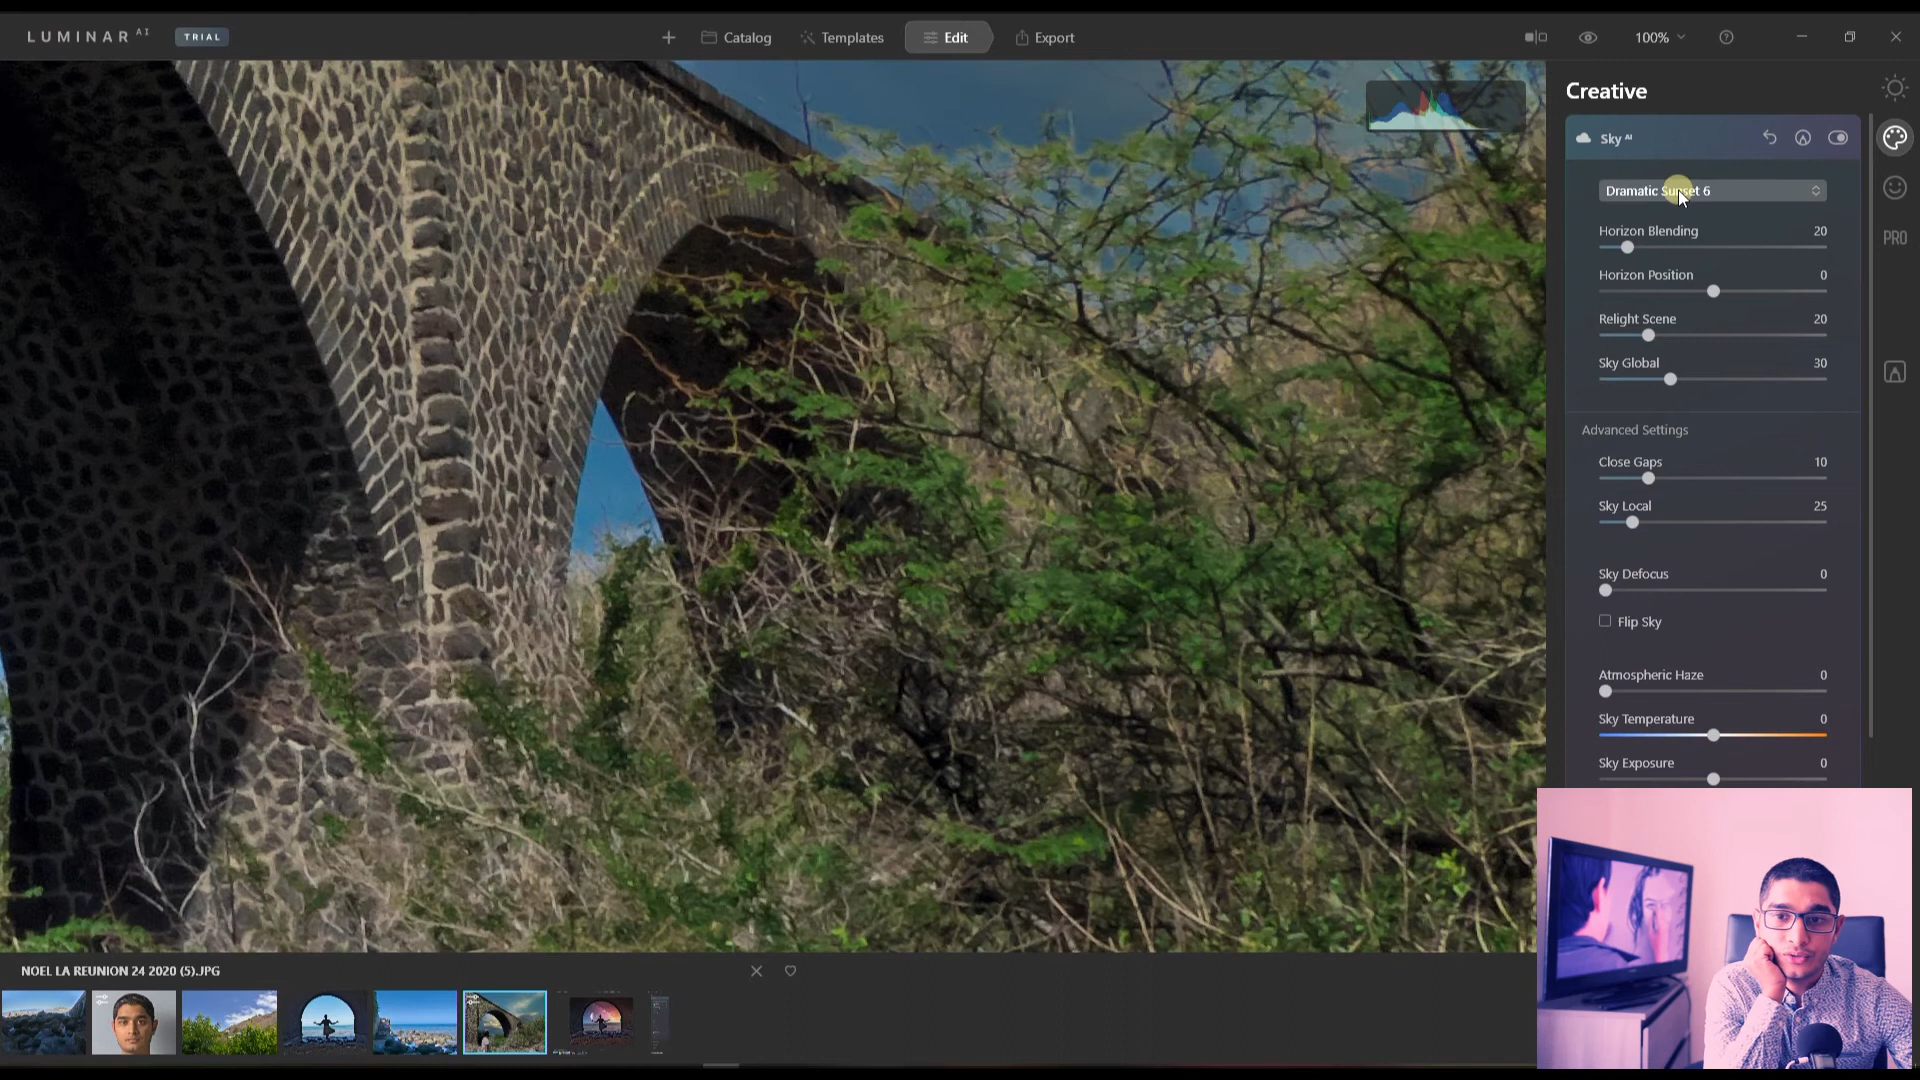 LUMINAR AI
TRIAL
Catalog
Templates
Edit
Export
100%
Creative
Sky AI
Dramatic Sunset 6
Horizon Blending 20
Horizon Position 0
Relight Scene 20
Sky Global 30
Advanced Settings
Close Gaps 10
Sky Local 25
Sky Defocus 0
Flip Sky
Atmospheric Haze 0
Sky Temperature 0
Sky Exposure 0
PRO
NOEL LA REUNION 24 2020 (5).JPG